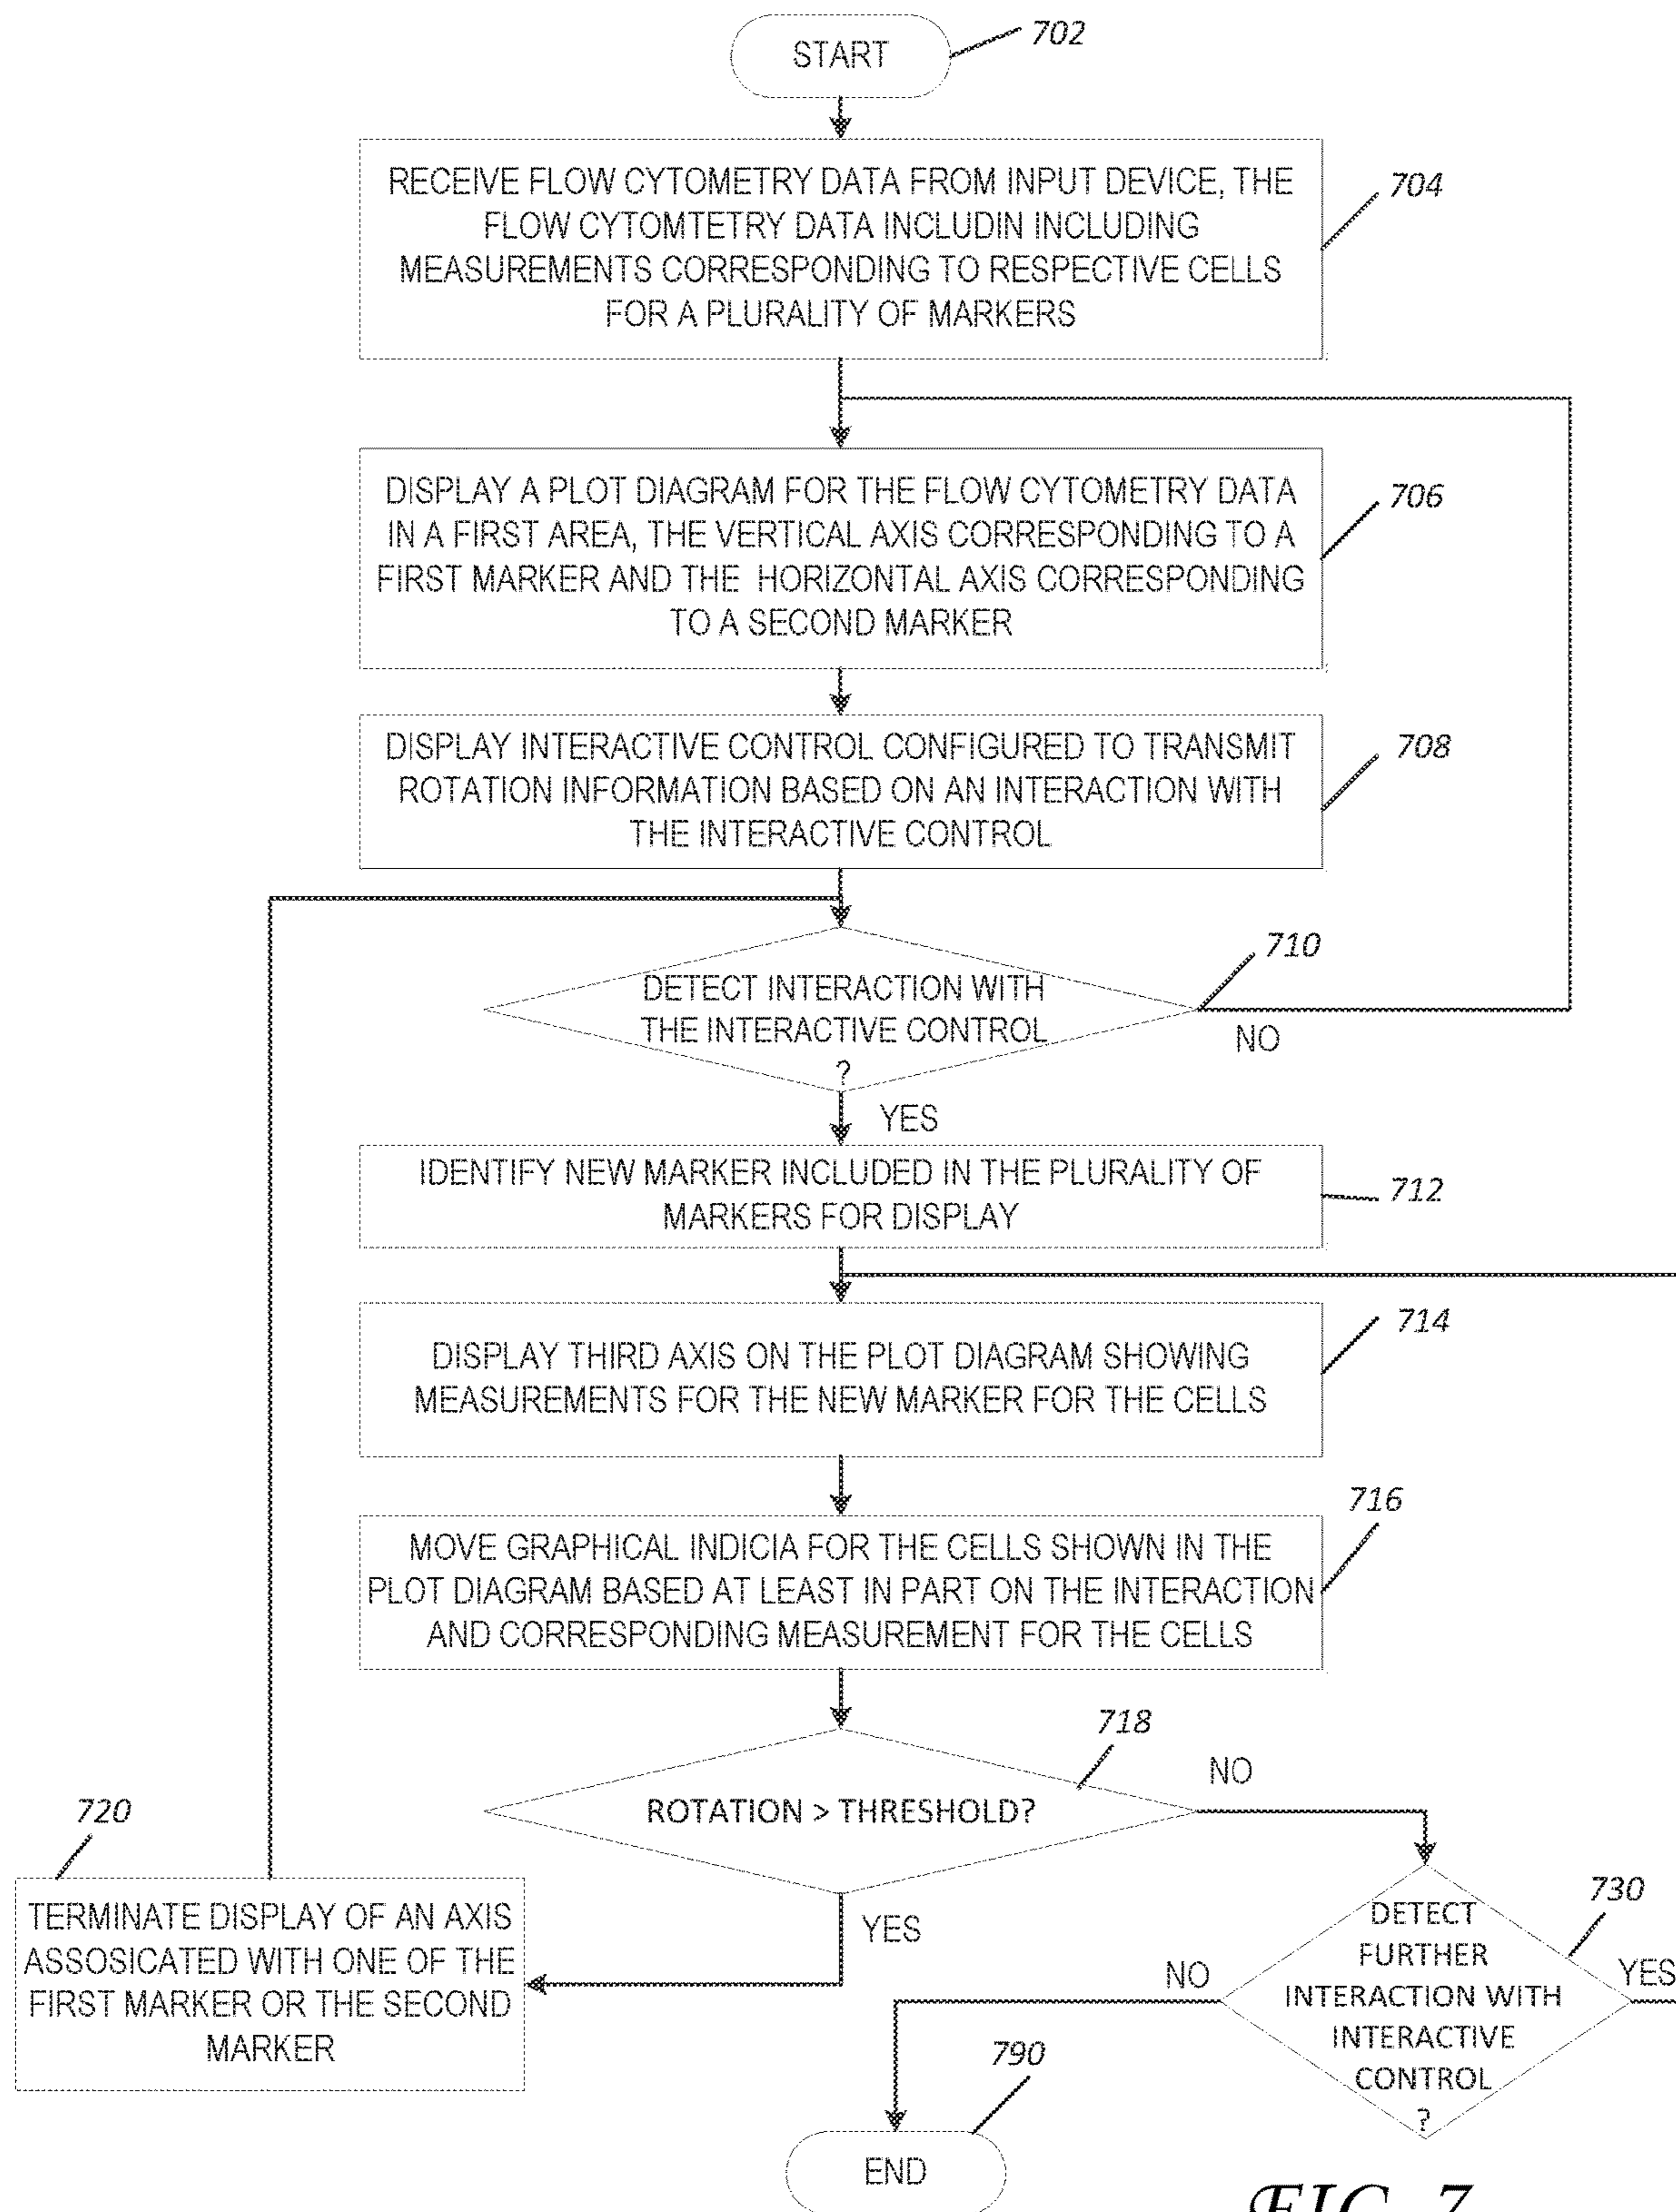 START
702
RECEIVE FLOW CYTOMETRY DATA FROM INPUT DEVICE, THE
FLOW CYTOMTETRY DATA INCLUDIN INCLUDING
MEASUREMENTS CORRESPONDING TO RESPECTIVE CELLS
FOR A PLURALITY OF MARKERS
704
DISPLAY A PLOT DIAGRAM FOR THE FLOW CYTOMETRY DATA
IN A FIRST AREA, THE VERTICAL AXIS CORRESPONDING TO A
FIRST MARKER AND THE HORIZONTAL AXIS CORRESPONDING
TO A SECOND MARKER
706
DISPLAY INTERACTIVE CONTROL CONFIGURED TO TRANSMIT
ROTATION INFORMATION BASED ON AN INTERACTION WITH
THE INTERACTIVE CONTROL
708
DETECT INTERACTION WITH
THE INTERACTIVE CONTROL
?
710
NO
YES
IDENTIFY NEW MARKER INCLUDED IN THE PLURALITY OF
MARKERS FOR DISPLAY
712
DISPLAY THIRD AXIS ON THE PLOT DIAGRAM SHOWING
MEASUREMENTS FOR THE NEW MARKER FOR THE CELLS
714
MOVE GRAPHICAL INDICIA FOR THE CELLS SHOWN IN THE
PLOT DIAGRAM BASED AT LEAST IN PART ON THE INTERACTION
AND CORRESPONDING MEASUREMENT FOR THE CELLS
716
ROTATION > THRESHOLD?
718
NO
YES
720
TERMINATE DISPLAY OF AN AXIS
ASSOSICATED WITH ONE OF THE
FIRST MARKER OR THE SECOND
MARKER
DETECT
FURTHER
INTERACTION WITH
INTERACTIVE
CONTROL
?
730
YES
NO
790
END
FIG. 7